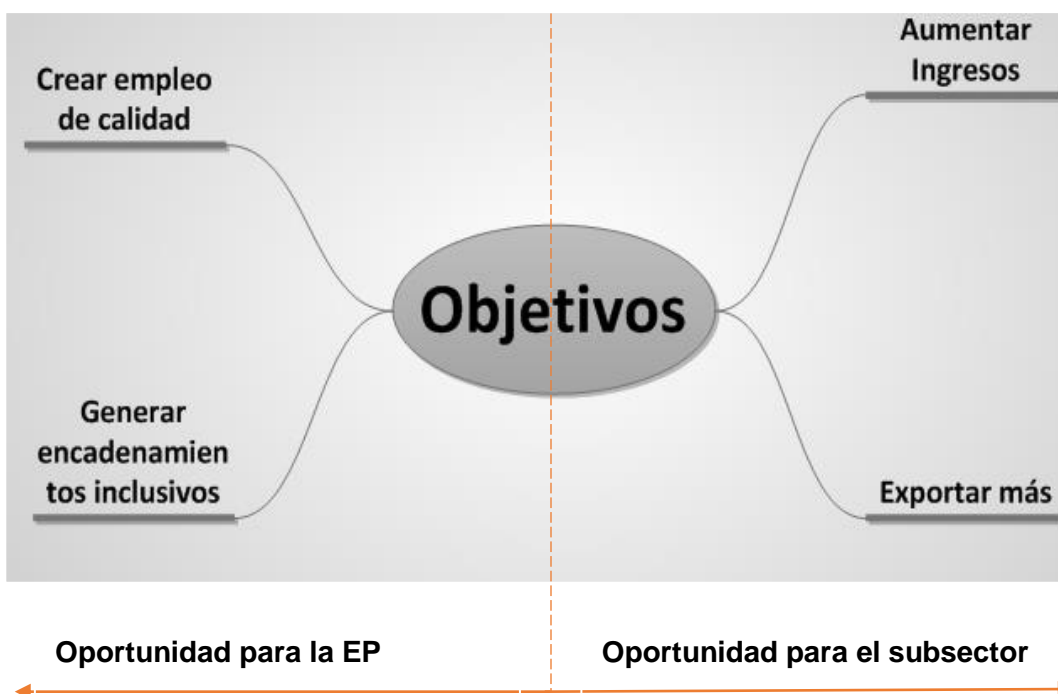 Crear empleo
de calidad
Aumentar
Ingresos
Objetivos
Generar
encadenamien
tos inclusivos
Exportar más
Oportunidad para la EP
Oportunidad para el subsector